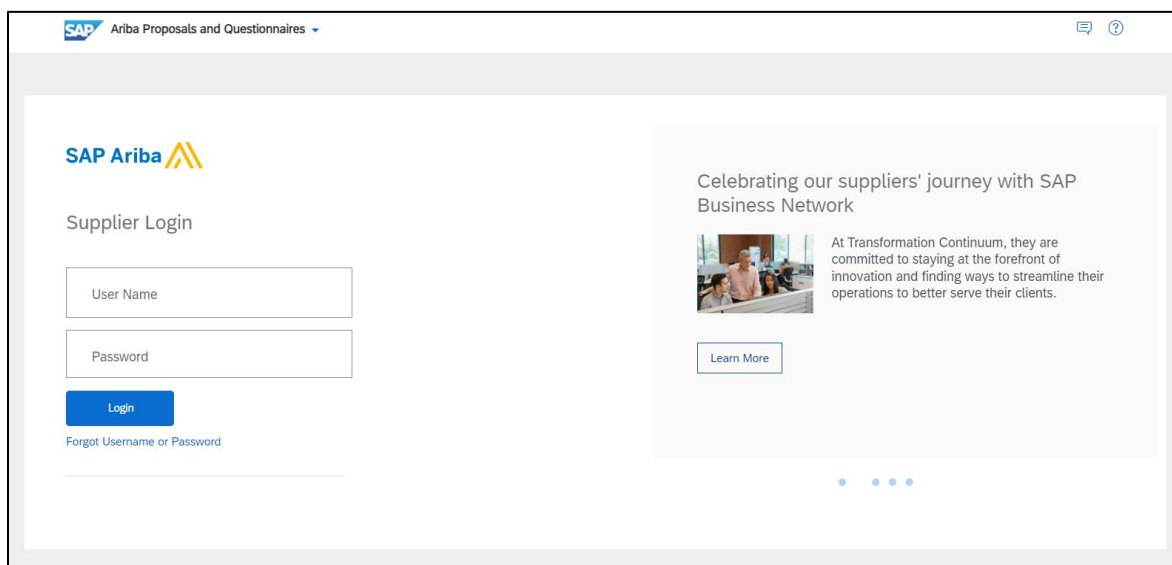 SAP Ariba Proposals and Questionnaires
SAP Ariba
Supplier Login
User Name
Password
Login
Forgot Username or Password
Celebrating our suppliers' journey with SAP
Business Network
At Transformation Continuum, they are
committed to staying at the forefront of
innovation and finding ways to streamline their
operations to better serve their clients.
Learn More